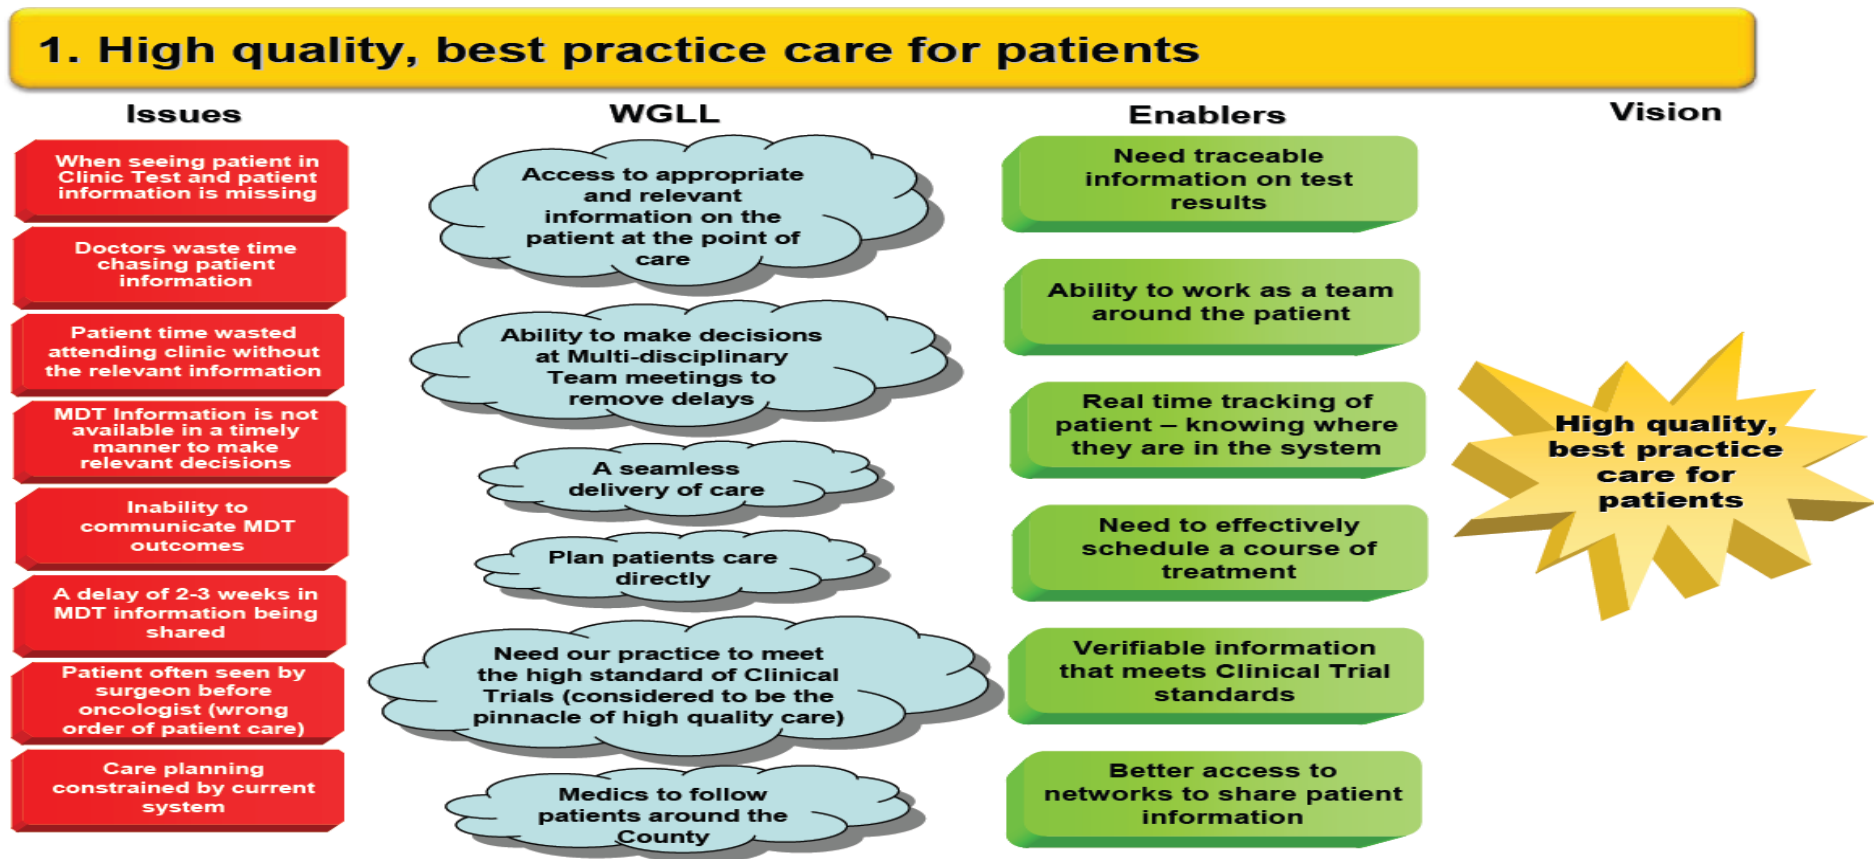 1. High quality, best practice care for patients
Issues
When seeing patient in
Clinic Test and patient
information is missing
Doctors waste time
chasing patient
information
Patient time wasted
attending clinic without
the relevant information
MDT Information is not
available in a timely
manner to make
relevant decisions
Inability to
communicate MDT
outcomes
A delay of 2-3 weeks in
MDT information being
shared
Patient often seen by
surgeon before
oncologist (wrong
order of patient care)
Care planning
constrained by current
system
WGLL
Access to appropriate
and relevant
information on the
patient at the point of
care
Ability to make decisions
at Multi-disciplinary
Team meetings to
remove delays
A seamless
delivery of care
Plan patients care
directly
Need our practice to meet
the high standard of Clinical
Trials (considered to be the
pinnacle of high quality care)
Medics to follow
patients around the
County
Enablers
Need traceable
information on test
results
Ability to work as a team
around the patient
Real time tracking of
patient – knowing where
they are in the system
Need to effectively
schedule a course of
treatment
Verifiable information
that meets Clinical Trial
standards
Better access to
networks to share patient
information
Vision
High quality,
best practice
care for
patients